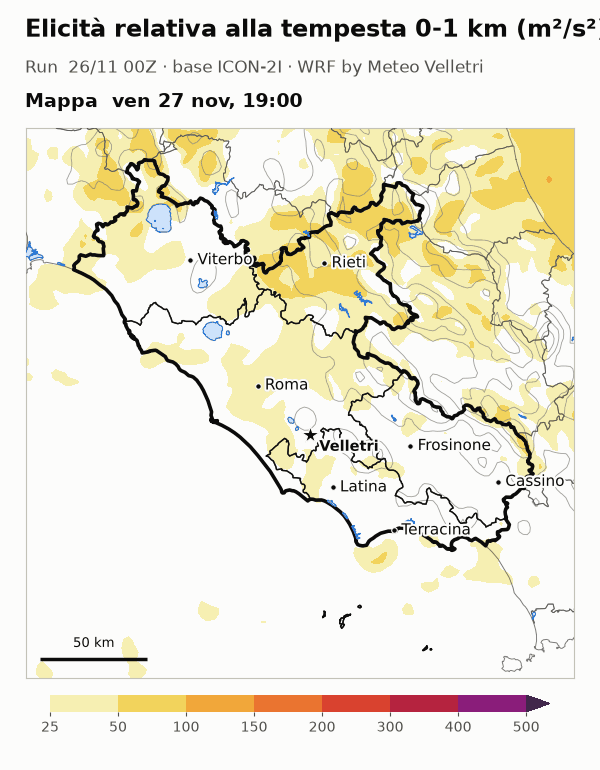 Elicità relativa alla tempesta 0-1 km (m²/s²)
Run 26/11 00Z · base ICON-2I · WRF by Meteo Velletri
Mappa ven 27 nov, 19:00
Viterbo
Rieti
Roma
Velletri
Frosinone
Cassino
Latina
Terracina
50 km
25 50 100 150 200 300 400 500